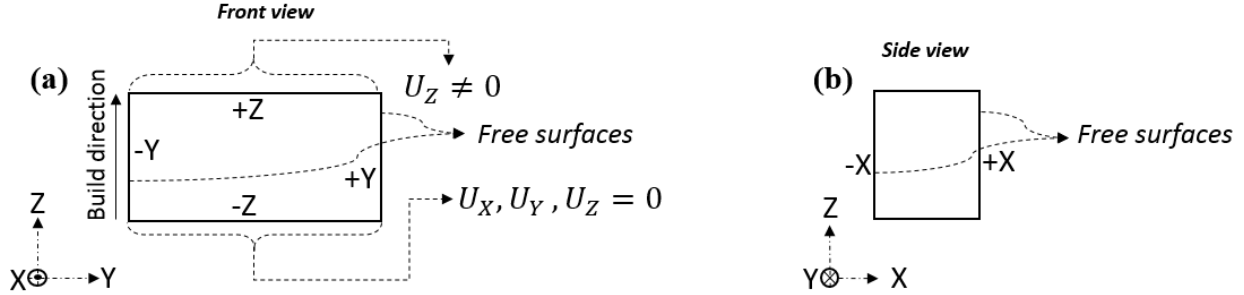 Front view
(a)
U_Z ≠ 0
+Z
Build direction
-Y
Free surfaces
+Y
-Z
U_X, U_Y , U_Z = 0
Z
X
Y
Side view
(b)
Free surfaces
-X
+X
Z
Y
X